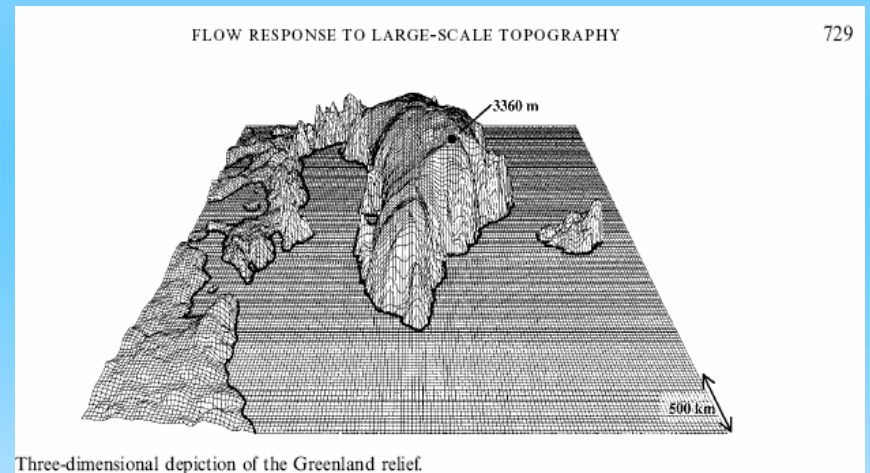 FLOW RESPONSE TO LARGE-SCALE TOPOGRAPHY 729
3360 m
500 km
Three-dimensional depiction of the Greenland relief.